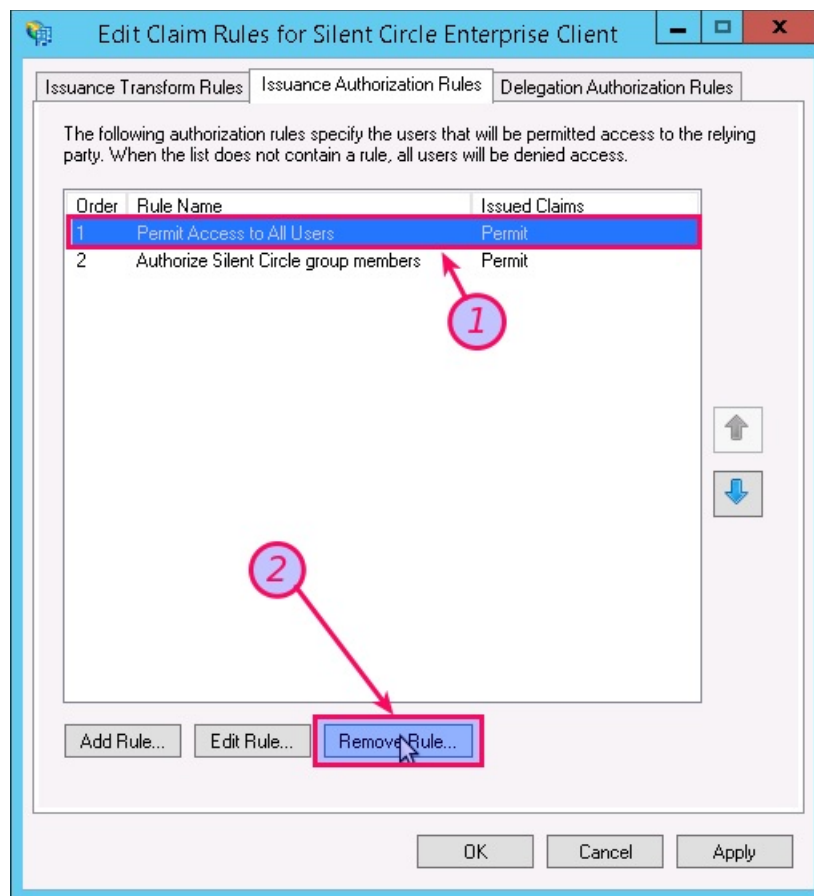 Edit Claim Rules for Silent Circle Enterprise Client
Issuance Transform Rules Issuance Authorization Rules Delegation Authorization Rules
The following authorization rules specify the users that will be permitted access to the relying
party. When the list does not contain a rule, all users will be denied access.
Order Rule Name Issued Claims
1 Permit Access to All Users Permit
2 Authorize Silent Circle group members Permit
1
2
Add Rule... Edit Rule... Remove Rule...
OK Cancel Apply